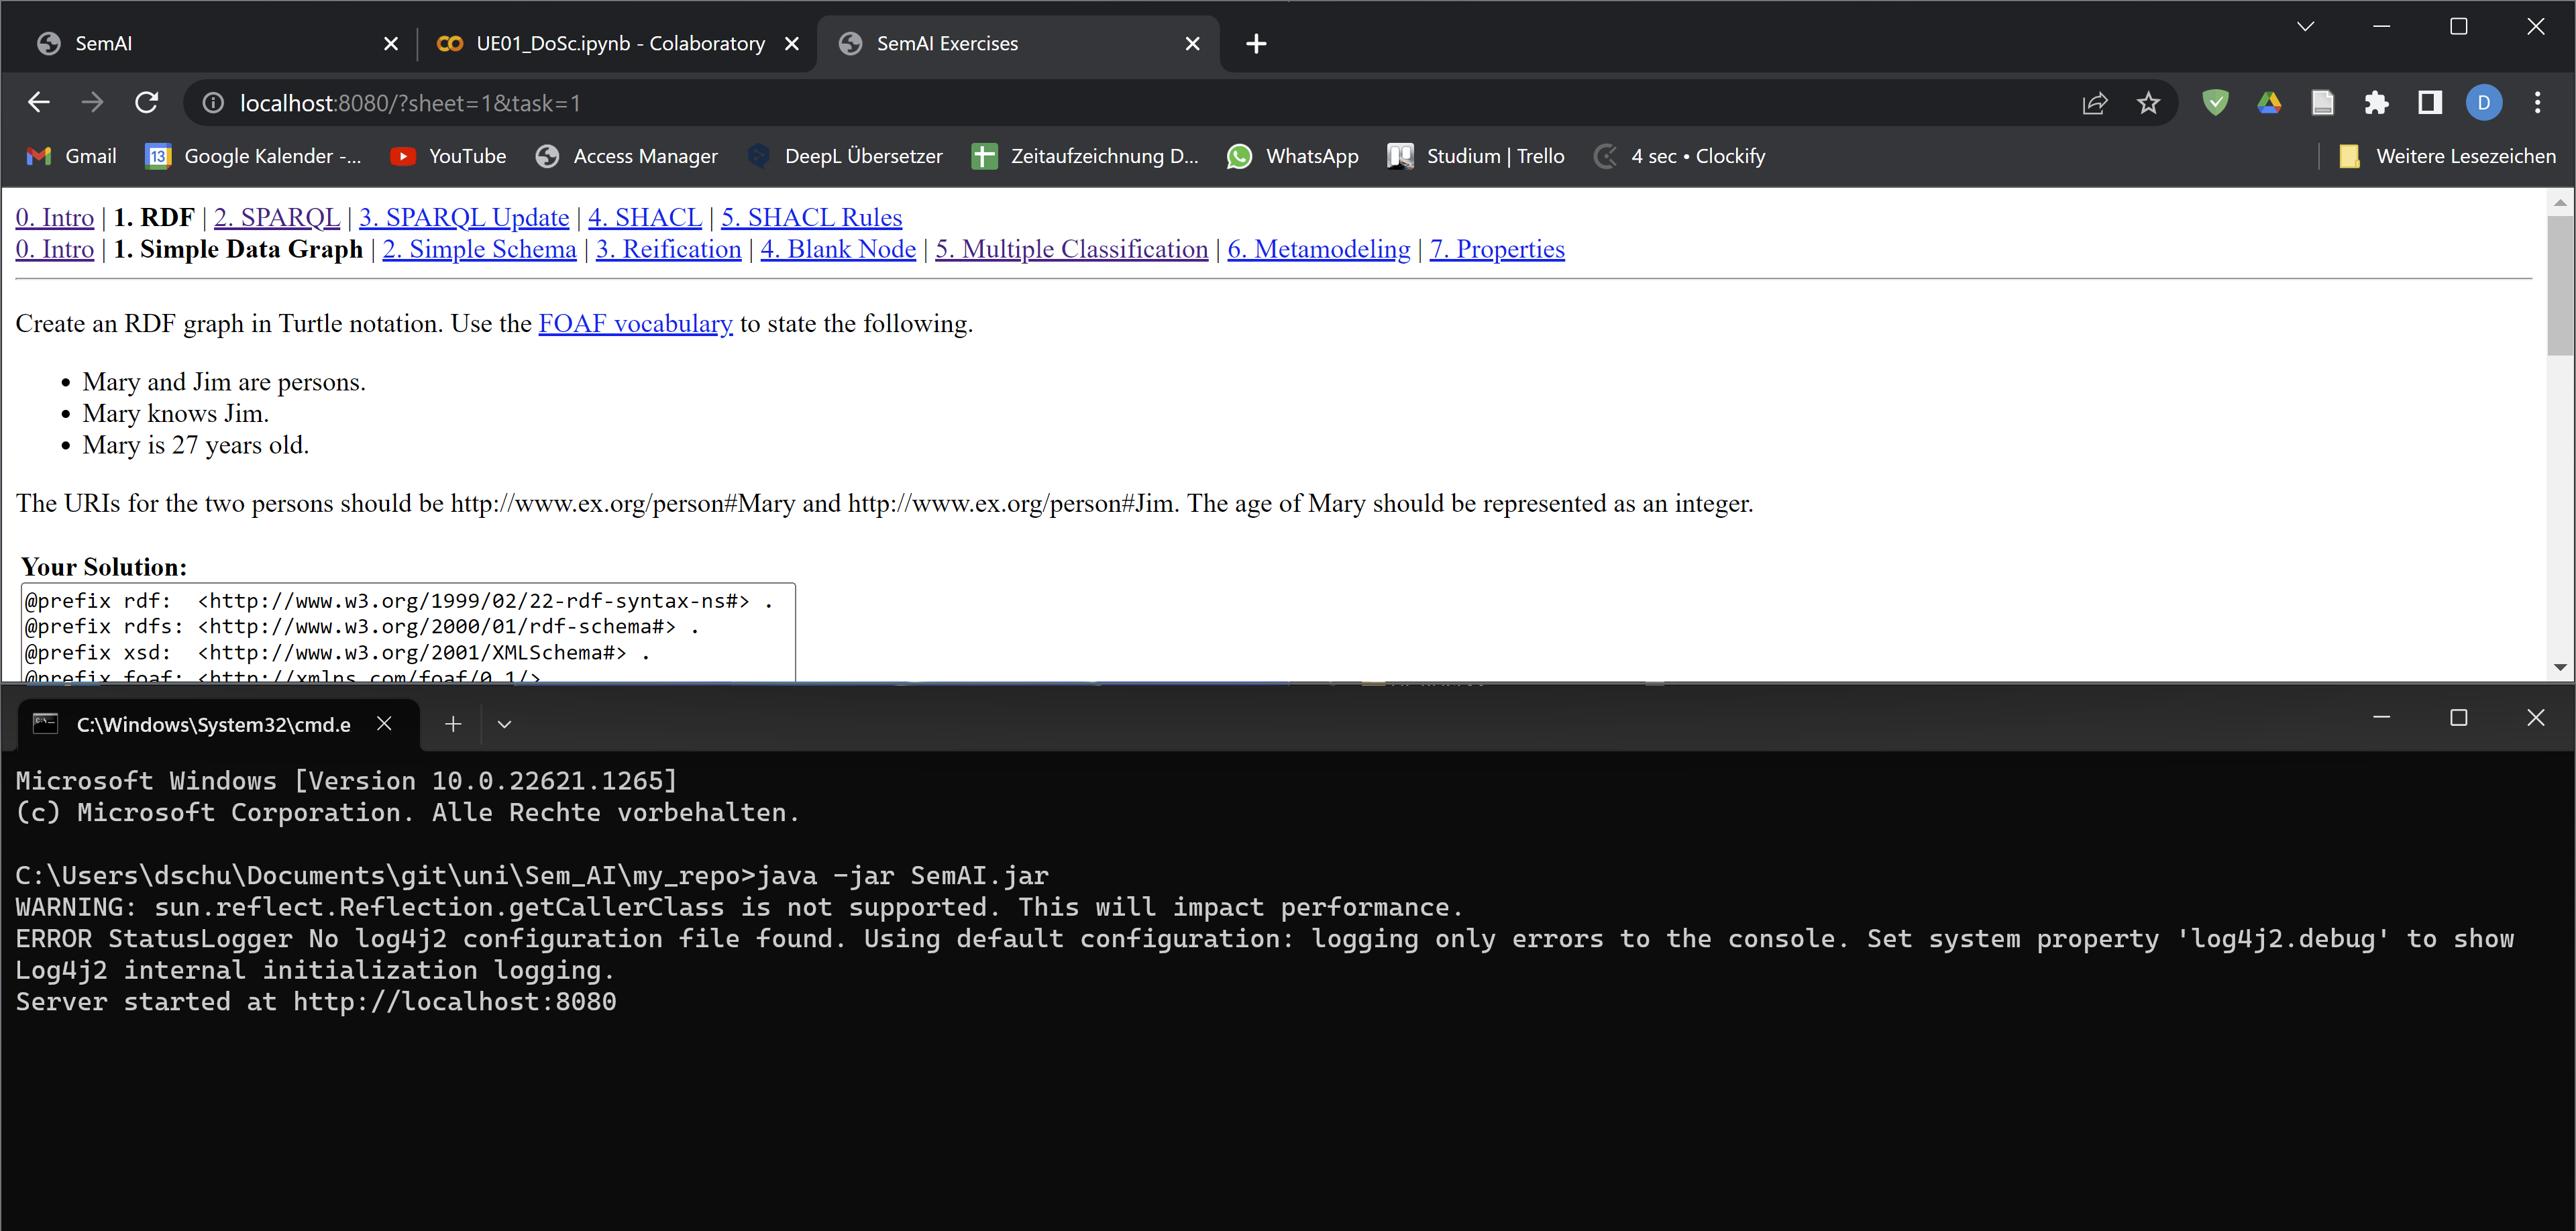 SemAI
UE01_DoSc.ipynb - Colaboratory
SemAI Exercises
localhost:8080/?sheet=1&task=1
D
Gmail
13
Google Kalender -...
YouTube
Access Manager
DeepL Übersetzer
Zeitaufzeichnung D...
WhatsApp
Studium | Trello
4 sec • Clockify
Weitere Lesezeichen
0. Intro | 1. RDF | 2. SPARQL | 3. SPARQL Update | 4. SHACL | 5. SHACL Rules
0. Intro | 1. Simple Data Graph | 2. Simple Schema | 3. Reification | 4. Blank Node | 5. Multiple Classification | 6. Metamodeling | 7. Properties
Create an RDF graph in Turtle notation. Use the FOAF vocabulary to state the following.
• Mary and Jim are persons.
• Mary knows Jim.
• Mary is 27 years old.
The URIs for the two persons should be http://www.ex.org/person#Mary and http://www.ex.org/person#Jim. The age of Mary should be represented as an integer.
Your Solution:
@prefix rdf:  <http://www.w3.org/1999/02/22-rdf-syntax-ns#> .
@prefix rdfs: <http://www.w3.org/2000/01/rdf-schema#> .
@prefix xsd:  <http://www.w3.org/2001/XMLSchema#> .
@prefix foaf: <http://xmlns.com/foaf/0.1/>
C:\Windows\System32\cmd.e
Microsoft Windows [Version 10.0.22621.1265]
(c) Microsoft Corporation. Alle Rechte vorbehalten.
C:\Users\dschu\Documents\git\uni\Sem_AI\my_repo>java -jar SemAI.jar
WARNING: sun.reflect.Reflection.getCallerClass is not supported. This will impact performance.
ERROR StatusLogger No log4j2 configuration file found. Using default configuration: logging only errors to the console. Set system property 'log4j2.debug' to show
Log4j2 internal initialization logging.
Server started at http://localhost:8080